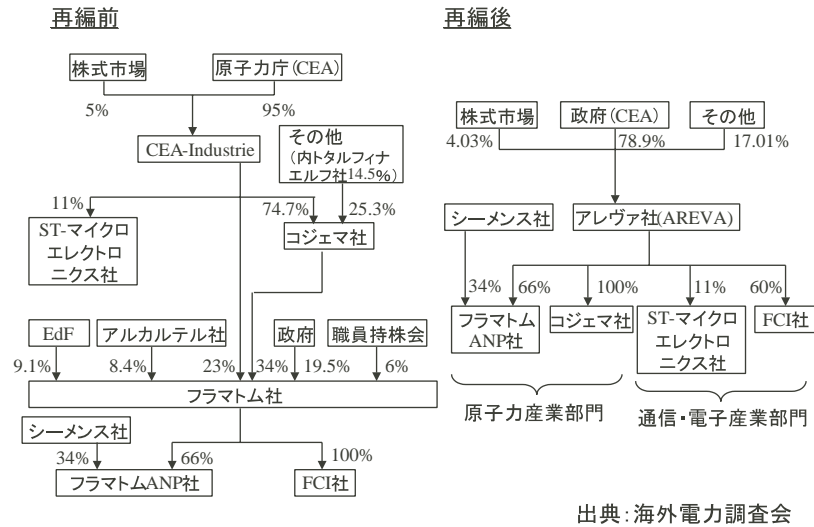 再編前
株式市場
原子力庁(CEA)
5%
95%
CEA-Industrie
その他
(内トタルフィナ
エルフ社14.5%)
11%
74.7%
25.3%
ST-マイクロ
エレクトロ
ニクス社
コジェマ社
EdF
アルカルテル社
政府
職員持株会
9.1%
8.4%
23%
34%
19.5%
6%
フラマトム社
シーメンス社
34%
66%
100%
フラマトムANP社
FCI社
再編後
株式市場
政府(CEA)
その他
4.03%
78.9%
17.01%
シーメンス社
アレヴァ社(AREVA)
34%
66%
100%
11%
60%
フラマトム
ANP社
コジェマ社
ST-マイクロ
エレクトロ
ニクス社
FCI社
原子力産業部門
通信・電子産業部門
出典:海外電力調査会